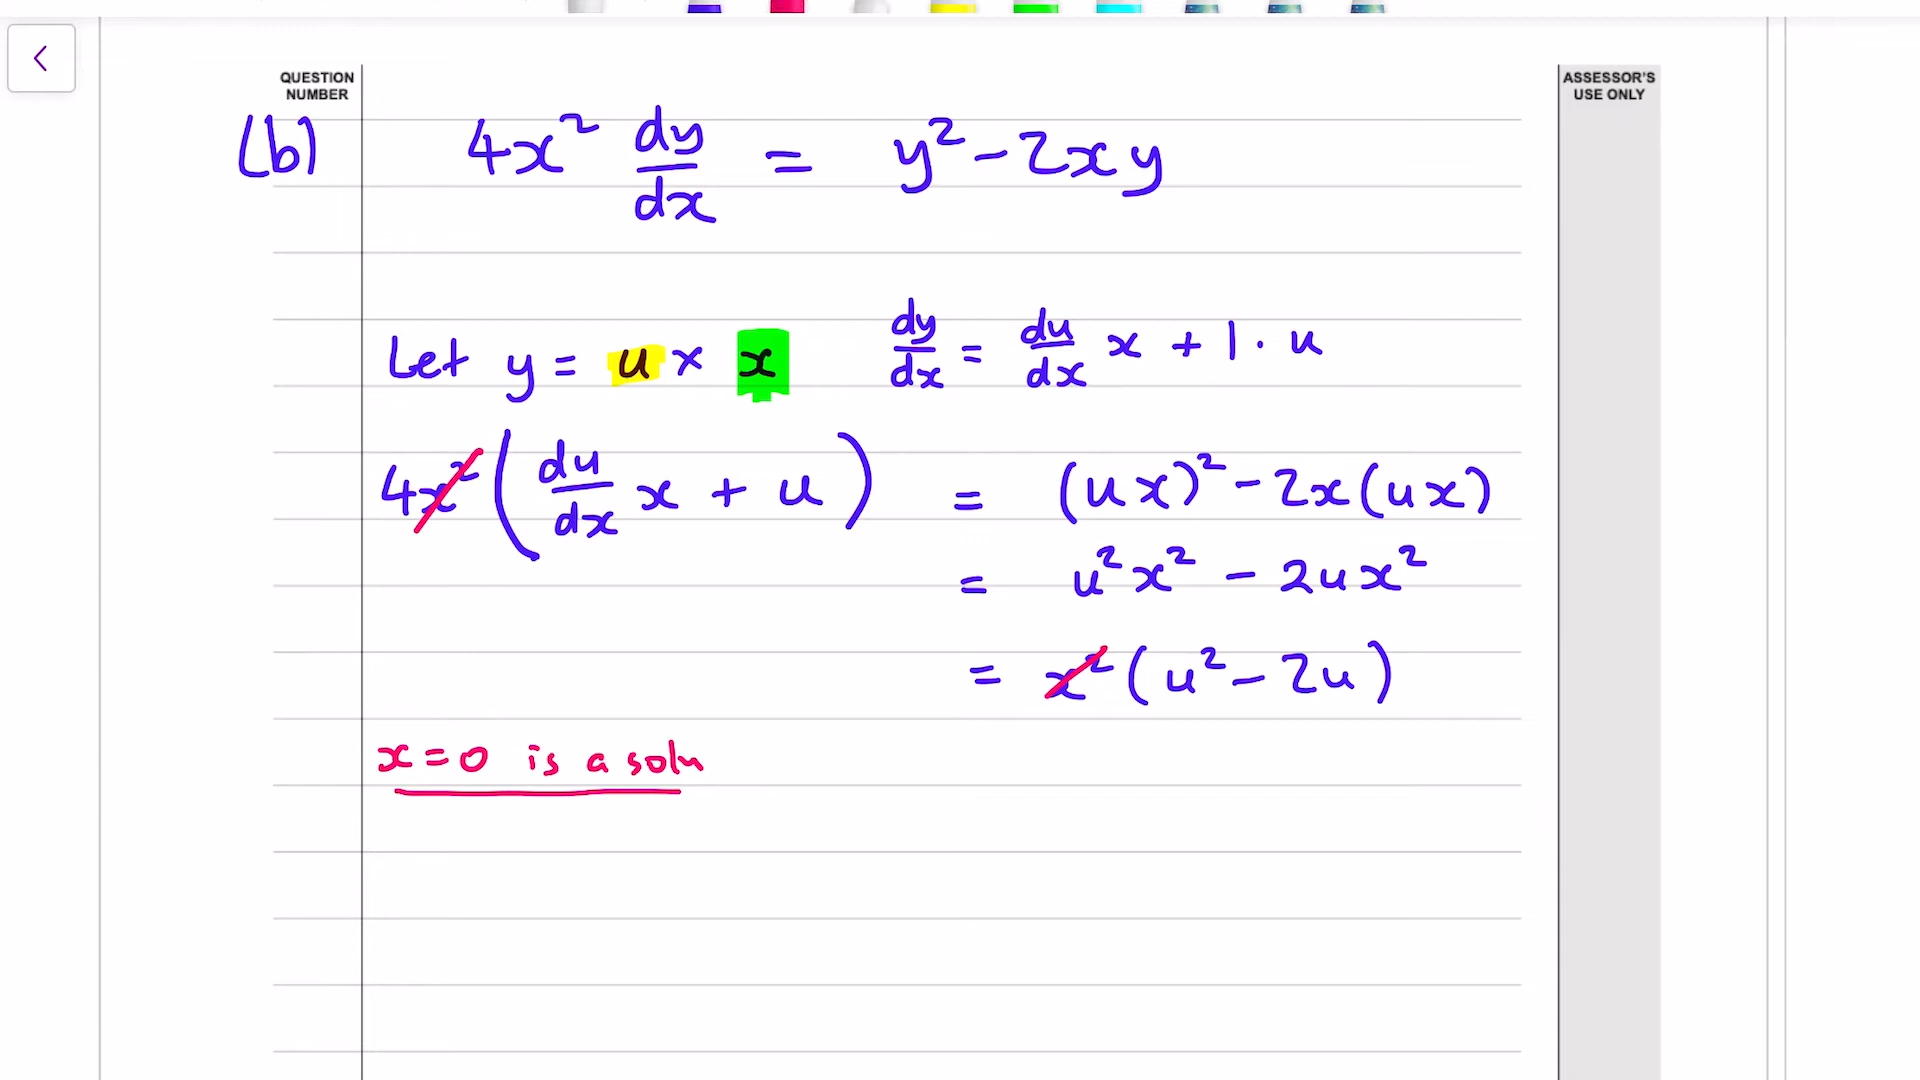 QUESTION NUMBER
ASSESSOR'S USE ONLY
(b) 4x² dy/dx = y² - 2xy
Let y = u × x dy/dx = du/dx x + 1 · u
4x² ( du/dx x + u ) = (ux)² - 2x(ux)
= u²x² - 2ux²
= x² ( u² - 2u )
x = 0 is a soln